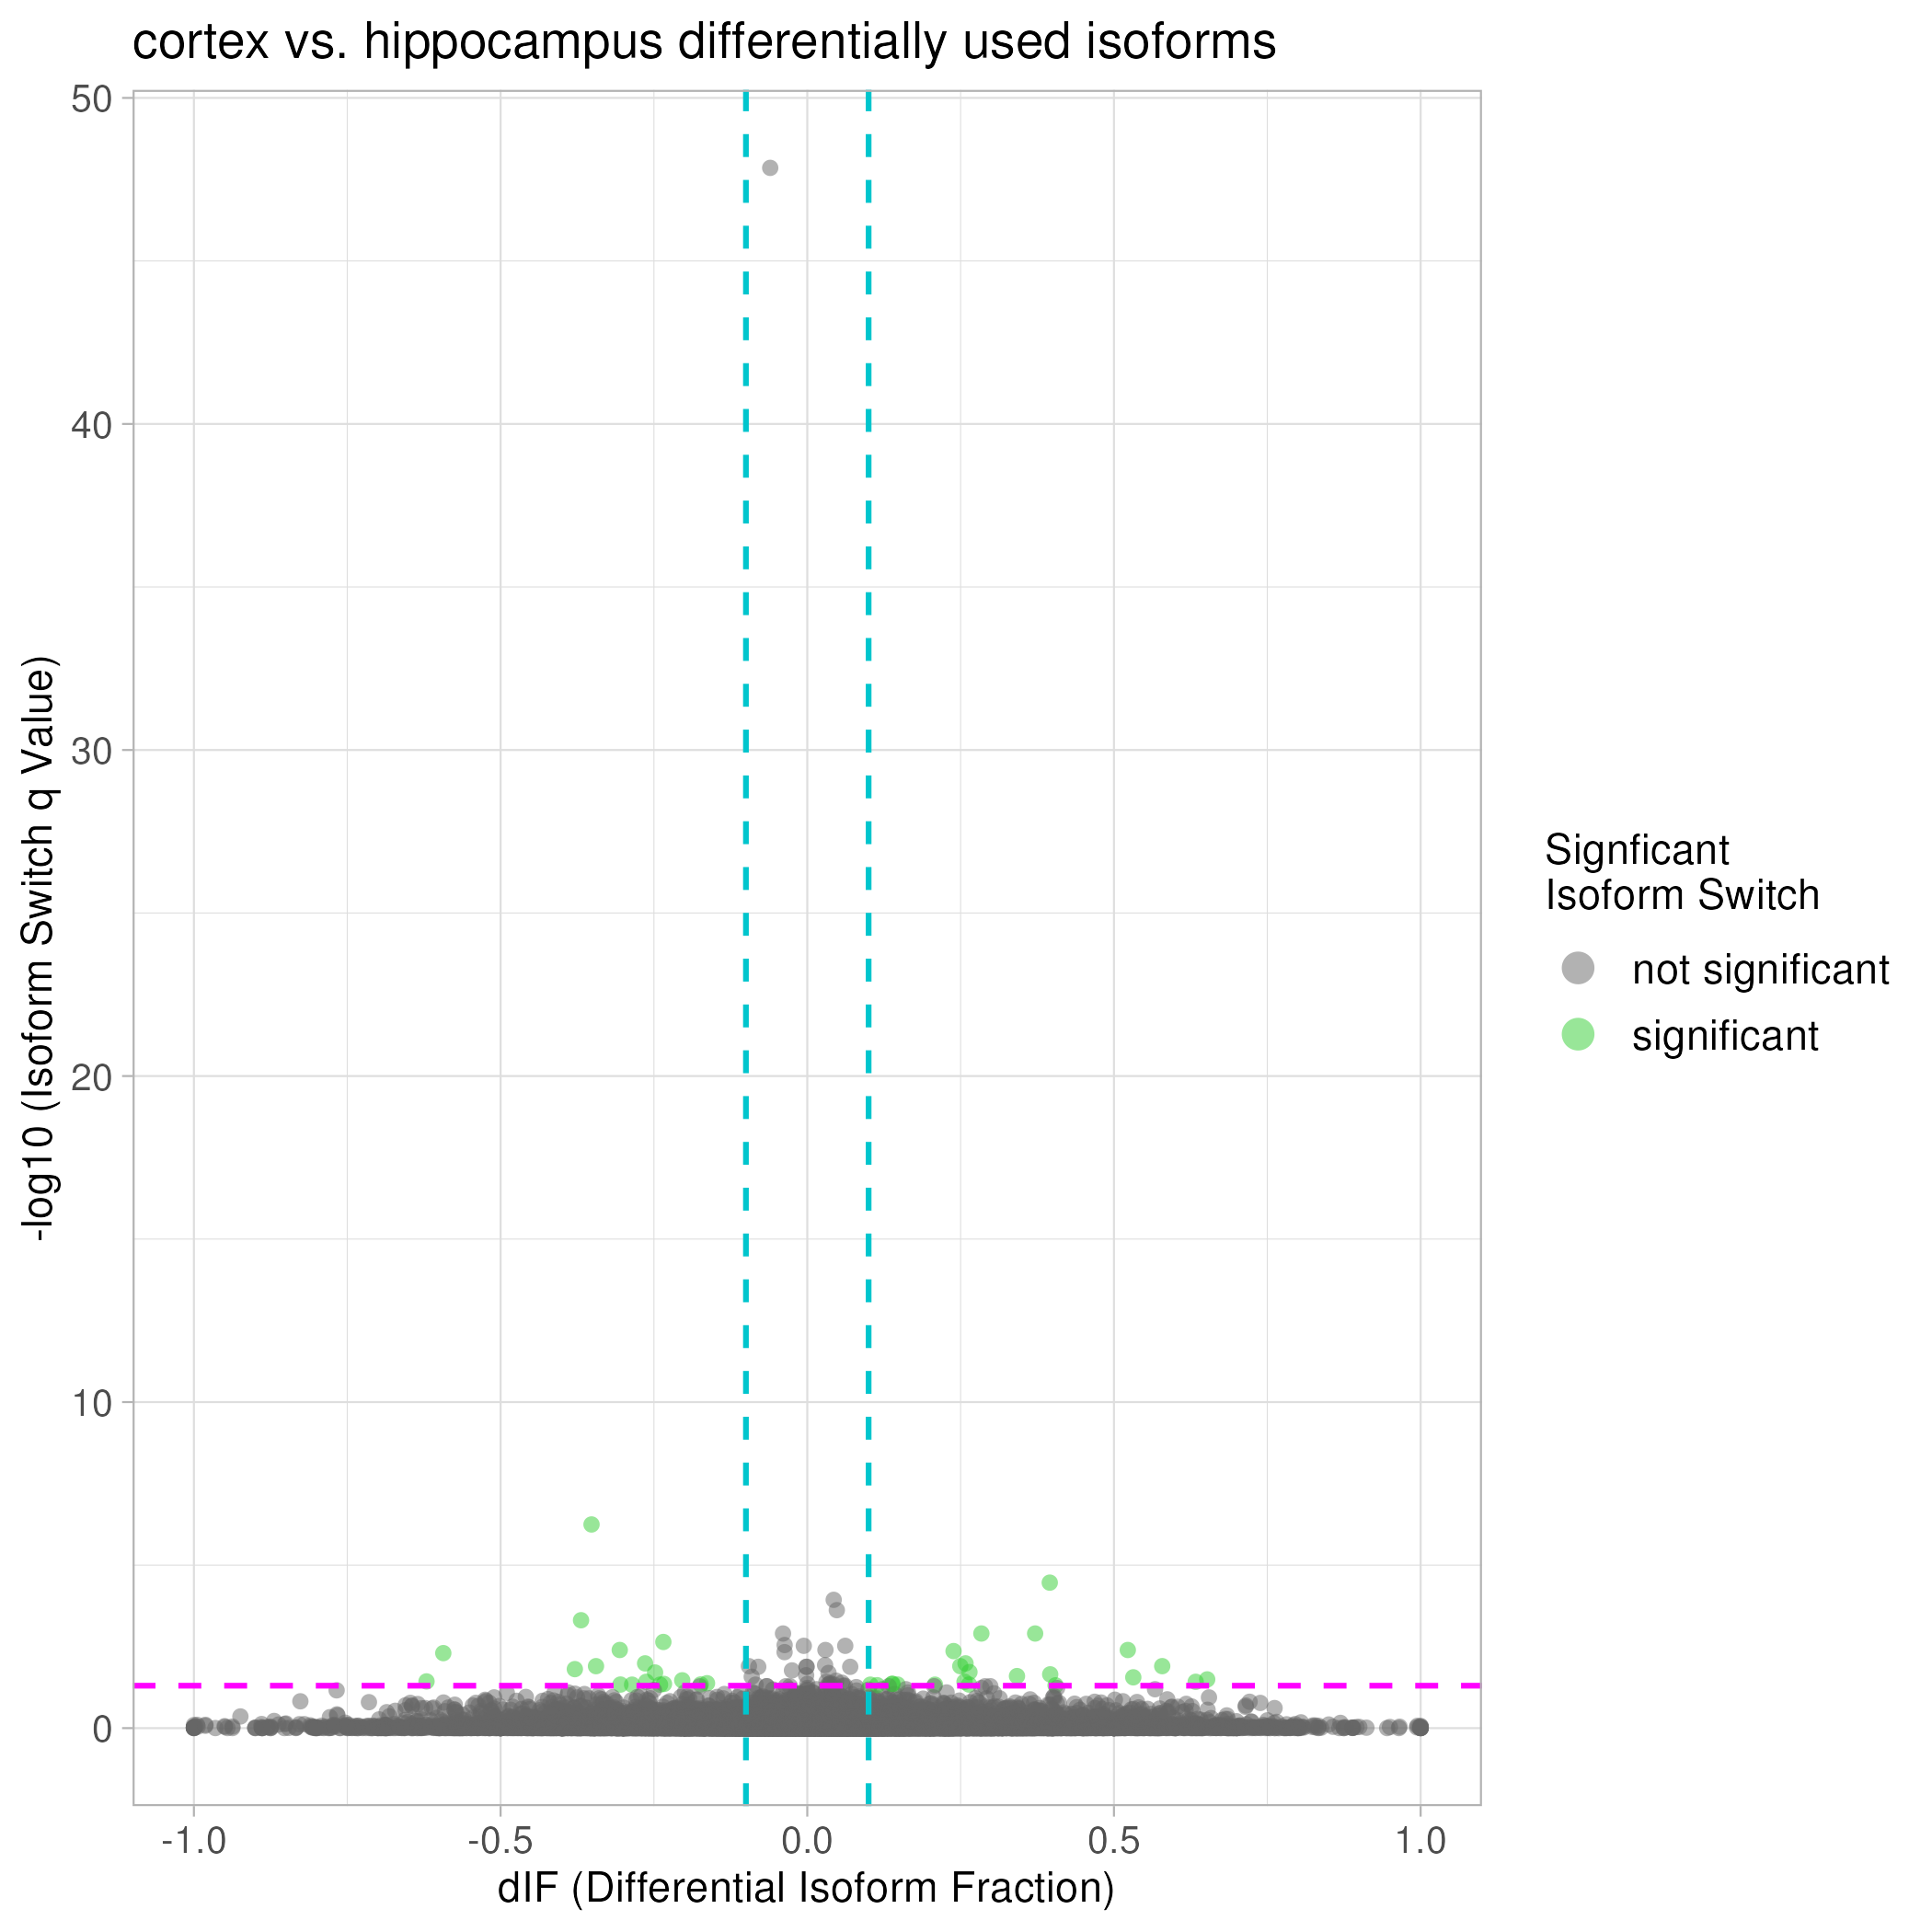 cortex vs. hippocampus differentially used isoforms
50
40
30
20
10
0
-log10 (Isoform Switch q Value)
-1.0
-0.5
0.0
0.5
1.0
dIF (Differential Isoform Fraction)
Signficant
Isoform Switch
not significant
significant